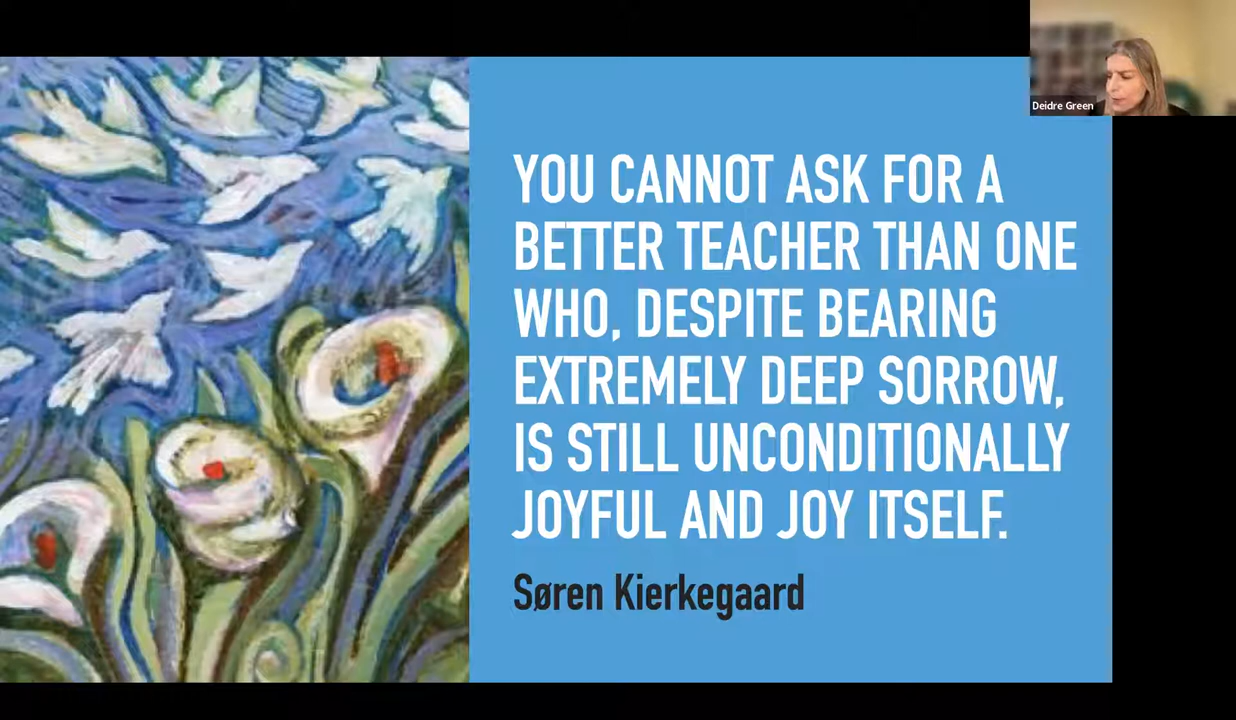 Deidre Green
YOU CANNOT ASK FOR A
BETTER TEACHER THAN ONE
WHO, DESPITE BEARING
EXTREMELY DEEP SORROW,
IS STILL UNCONDITIONALLY
JOYFUL AND JOY ITSELF.
Søren Kierkegaard